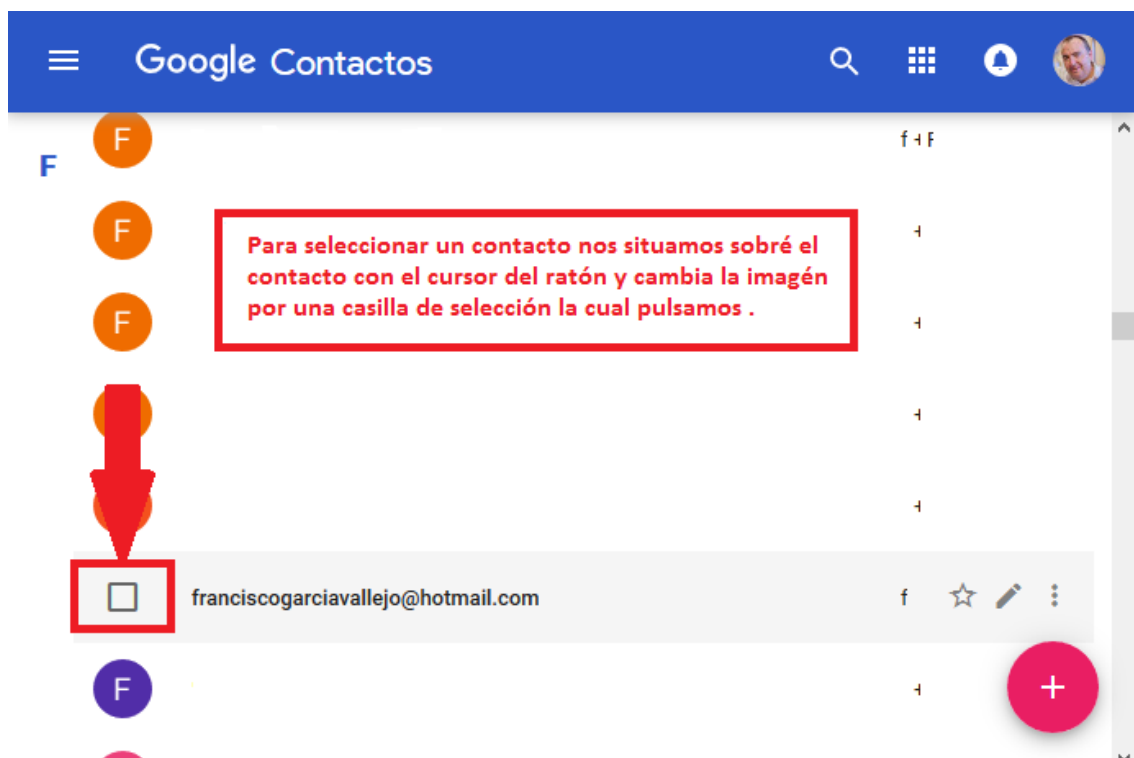 Google Contactos
F
F
f + F
F
Para seleccionar un contacto nos situamos sobré el
contacto con el cursor del ratón y cambia la imagén
por una casilla de selección la cual pulsamos .
F
franciscogarciavallejo@hotmail.com
f
F